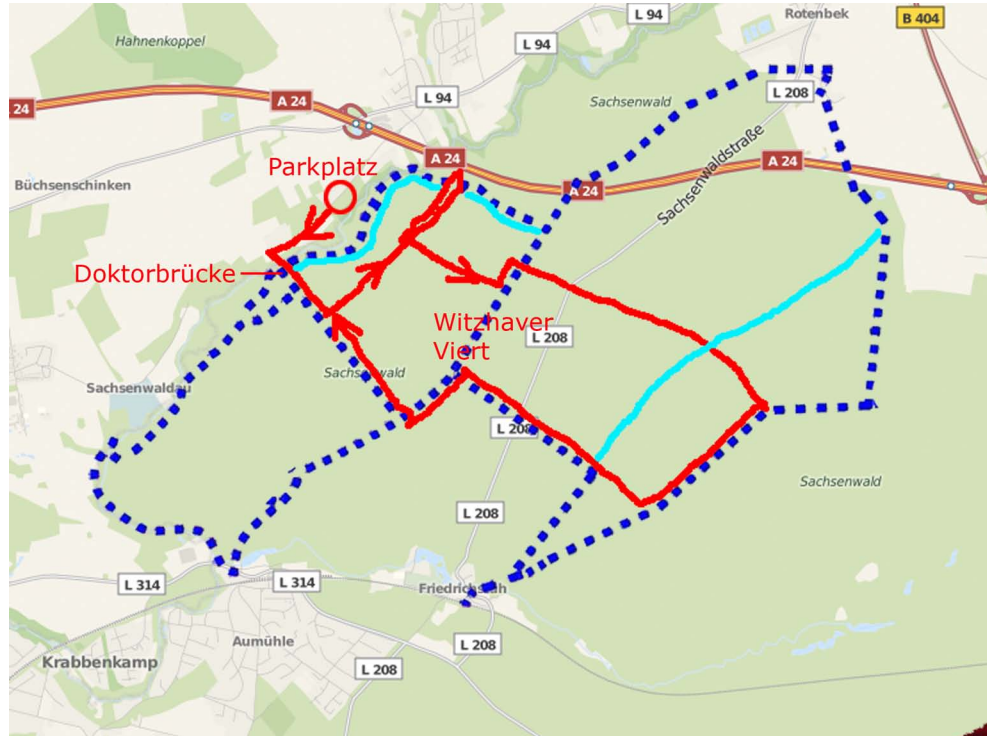 L 94
Rotenbek
B 404
Hahnenkoppel
L 94
24
A 24
L 94
Sachsenwald
L 208
A 24
A 24
A 24
Sachsenwaldstraße
Büchsenschinken
Parkplatz
Doktorbrücke
Witzhaver
Viert
L 208
Sachsenwald
Sachsenwaldau
L 208
Sachsenwald
L 208
L 314
L 314
Friedrichsruh
Aumühle
L 208
Krabbenkamp
L 208